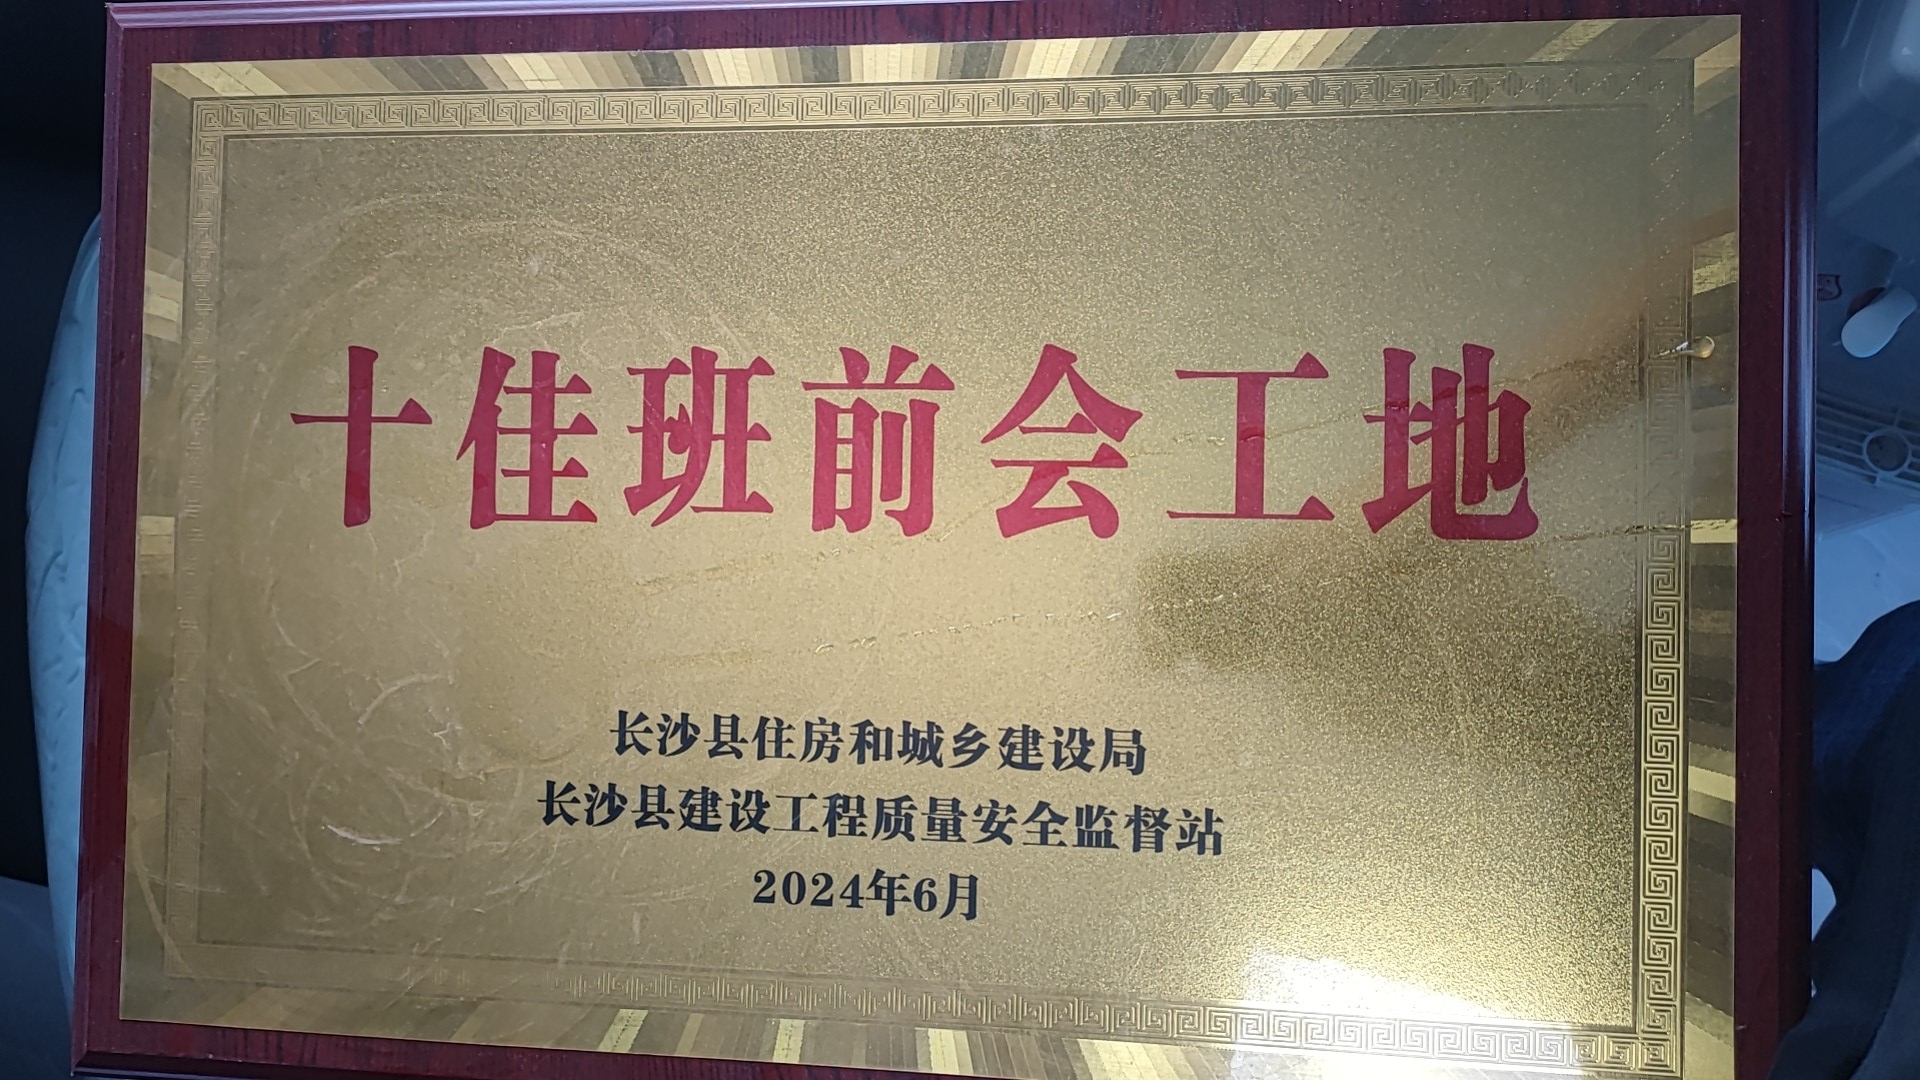 十佳班前会工地
长沙县住房和城乡建设局
长沙县建设工程质量安全监督站
2024年6月